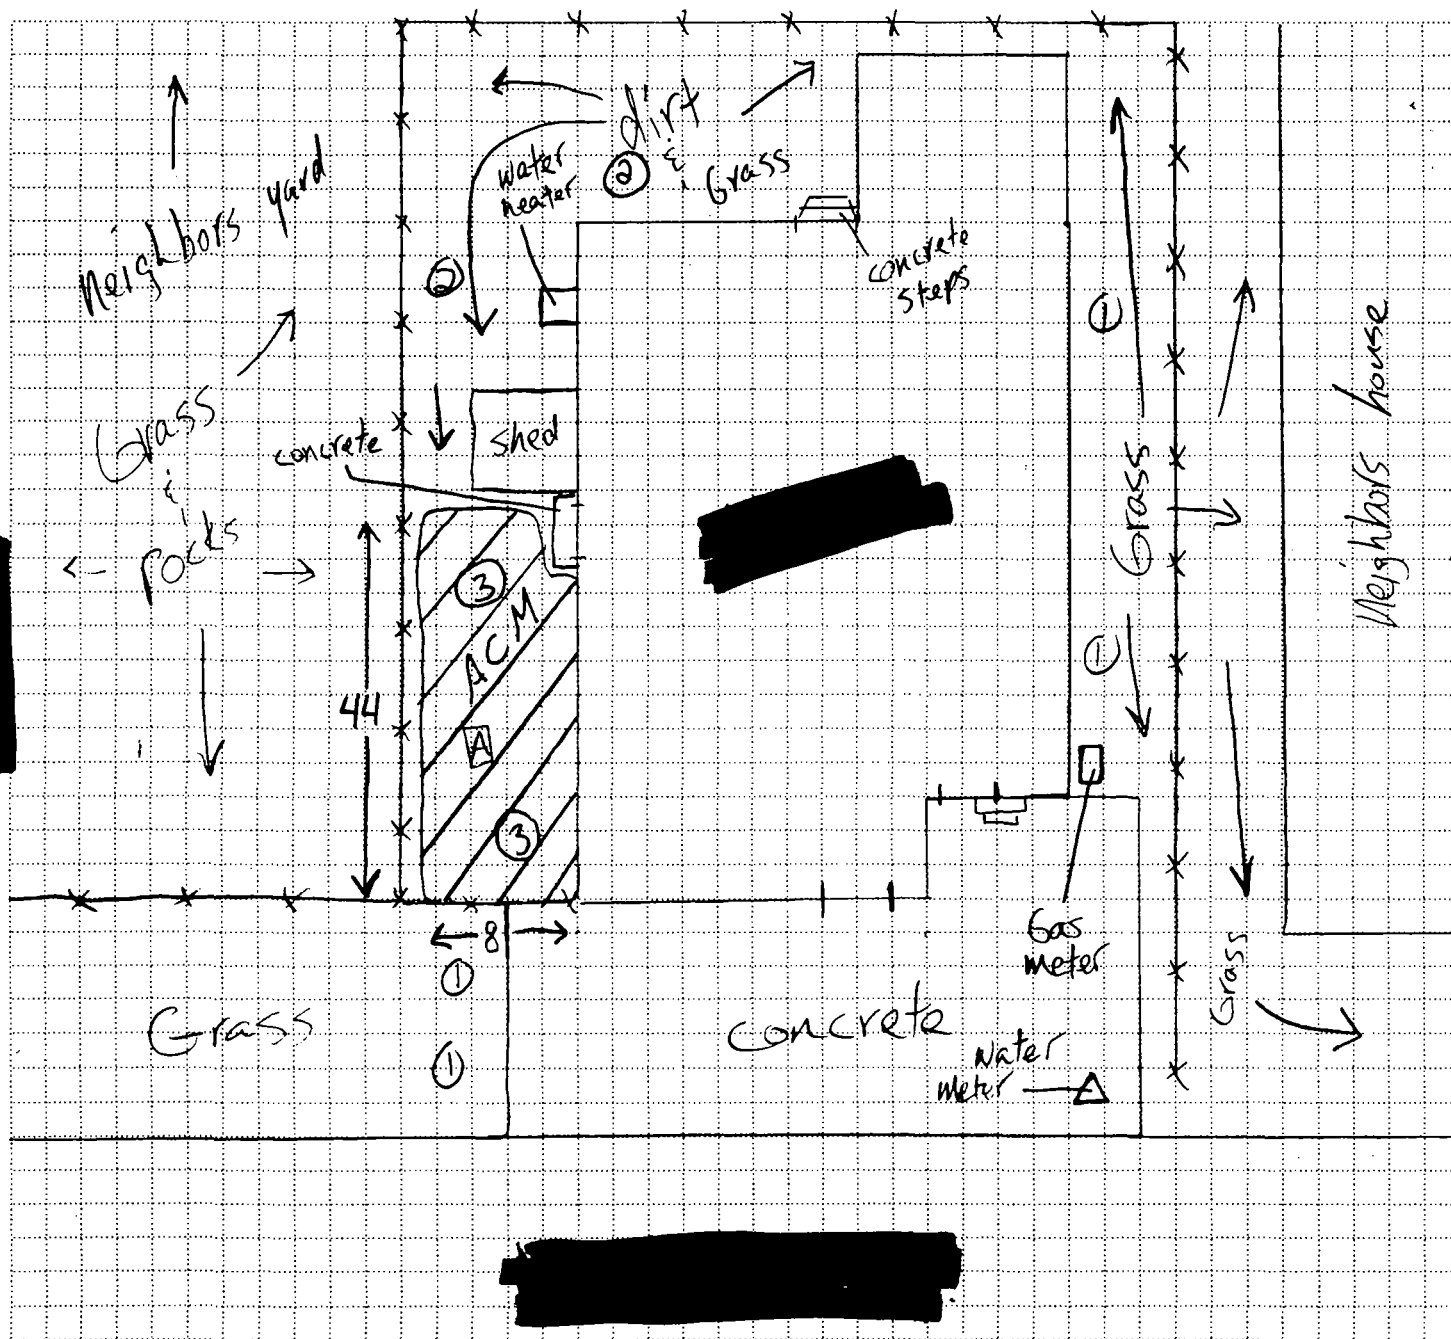 dirt
&
Grass
②
water
heater
neighbors yard
②
concrete
steps
①
Neighbors house
Grass
&
rocks
concrete
shed
Grass
③
ACM
①
44
A
③
8
Gas
meter
①
Grass
Grass
concrete
①
water
meter